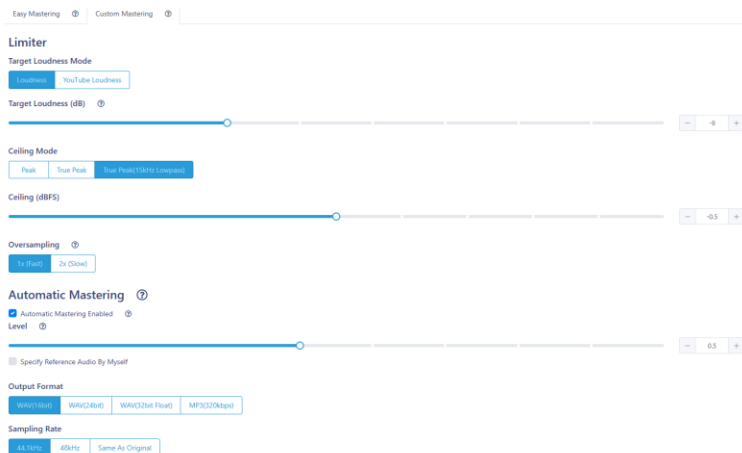 Easy Mastering ? Custom Mastering ?
Limiter
Target Loudness Mode
Loudness YouTube Loudness
Target Loudness (dB) ?
− -8 +
Ceiling Mode
Peak True Peak True Peak(15kHz Lowpass)
Ceiling (dBFS)
− -0.5 +
Oversampling ?
1x (Fast) 2x (Slow)
Automatic Mastering ?
Automatic Mastering Enabled ?
Level ?
− 0.5 +
Specify Reference Audio By Myself
Output Format
WAV(16bit) WAV(24bit) WAV(32bit Float) MP3(320kbps)
Sampling Rate
44.1kHz 48kHz Same As Original